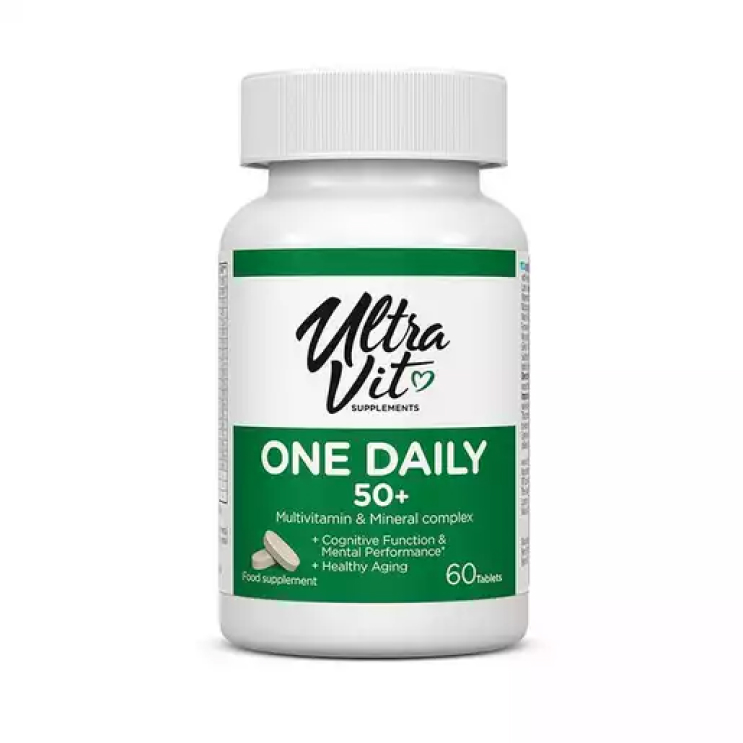 Ultra
Vit
SUPPLEMENTS
ONE DAILY
50+
Multivitamin & Mineral complex
+ Cognitive Function &
Mental Performance*
+ Healthy Aging
Food supplement
60 Tablets